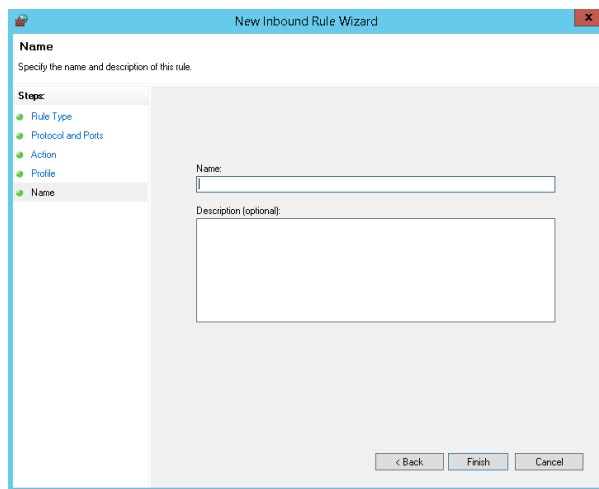 New Inbound Rule Wizard
x
Name
Specify the name and description of this rule.
Steps:
Rule Type
Protocol and Ports
Action
Profile
Name
Name:
Description (optional):
< Back
Finish
Cancel